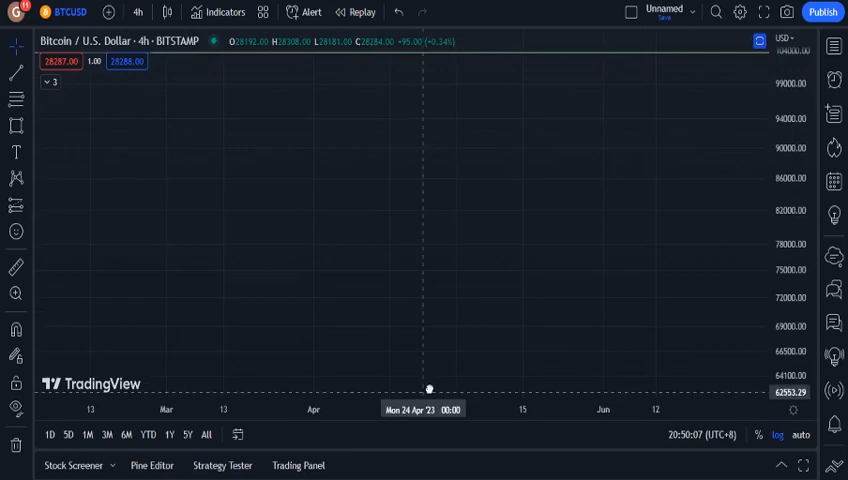 G 11 BTCUSD 4h Indicators Alert Replay Unnamed Save Publish
Bitcoin / U.S. Dollar · 4h · BITSTAMP O28192.00 H28308.00 L28181.00 C28284.00 +95.00 (+0.34%) USD
28287.00 1.00 28288.00
3
104000.00
99000.00
94000.00
90000.00
86000.00
82000.00
78000.00
75000.00
72000.00
69000.00
66500.00
64100.00
62553.29
TradingView
13 Mar 13 Apr Mon 24 Apr '23 00:00 15 Jun 12
1D 5D 1M 3M 6M YTD 1Y 5Y All 20:50:07 (UTC+8) % log auto
Stock Screener Pine Editor Strategy Tester Trading Panel